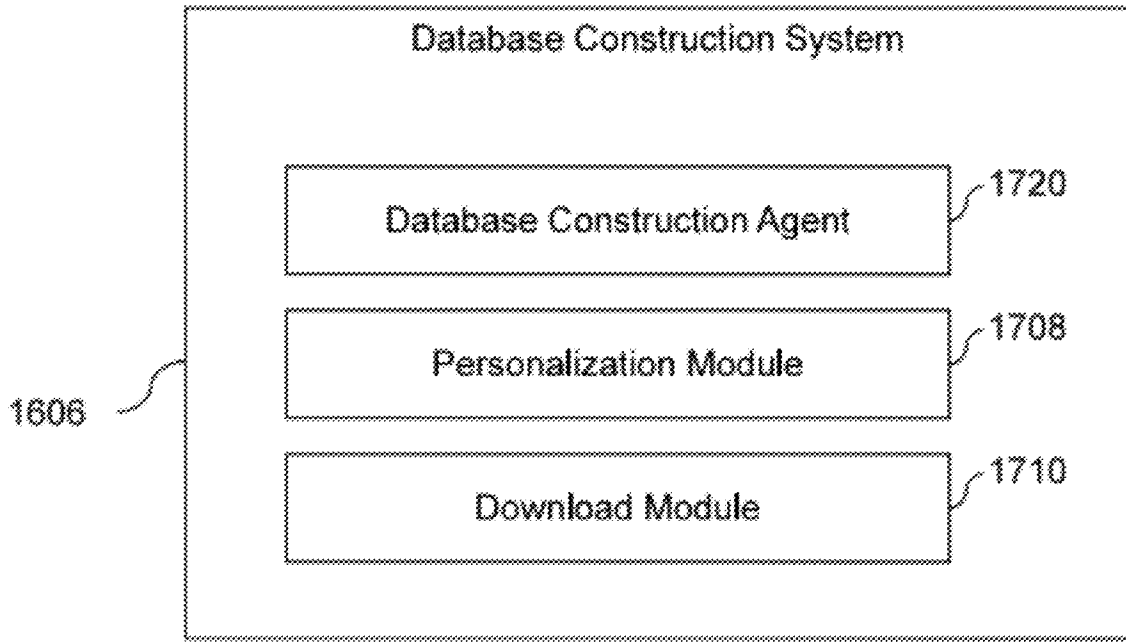 Database Construction System
Database Construction Agent
1720
Personalization Module
1708
1606
Download Module
1710